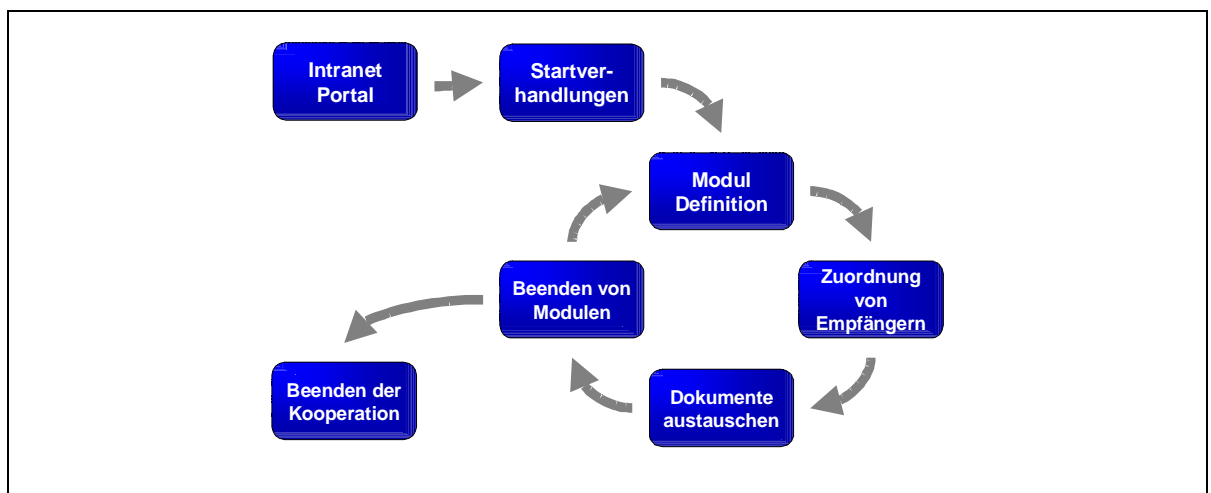 Intranet
Portal
Startver-
handlungen
Modul
Definition
Zuordnung
von
Empfängern
Dokumente
austauschen
Beenden von
Modulen
Beenden der
Kooperation